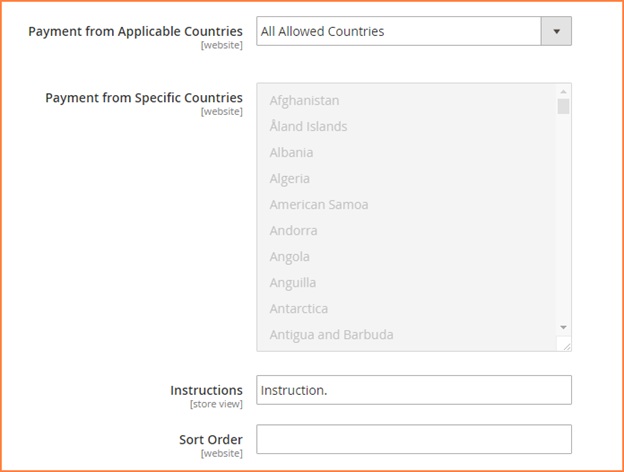 Payment from Applicable Countries
[website]
All Allowed Countries
Payment from Specific Countries
[website]
Afghanistan
Åland Islands
Albania
Algeria
American Samoa
Andorra
Angola
Anguilla
Antarctica
Antigua and Barbuda
Instructions
[store view]
Instruction.
Sort Order
[website]